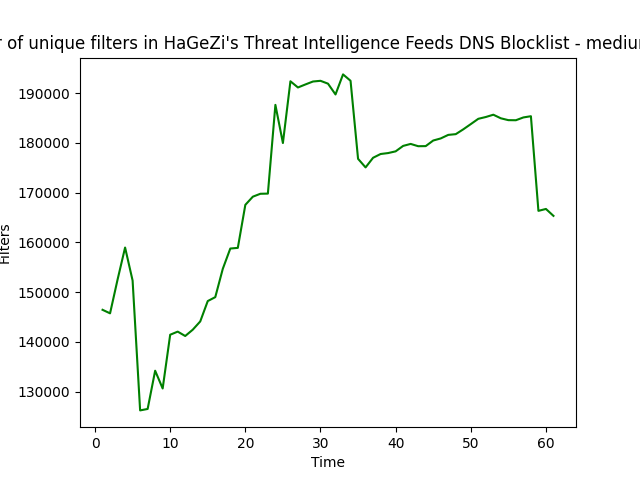 r of unique filters in HaGeZi's Threat Intelligence Feeds DNS Blocklist - mediu
190000
180000
170000
160000
150000
140000
130000
Filters
0 10 20 30 40 50 60
Time